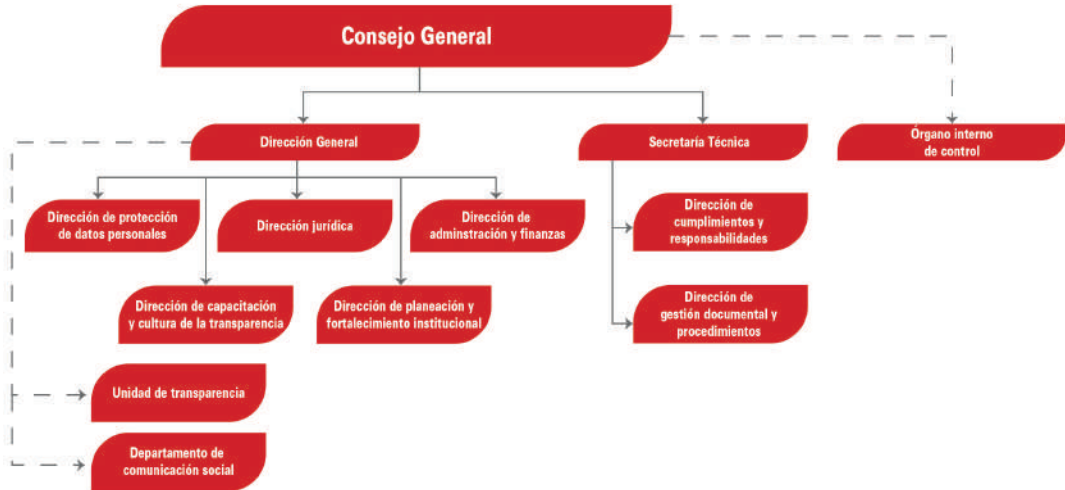 Consejo General
Dirección General
Secretaría Técnica
Órgano interno
de control
Dirección de protección
de datos personales
Dirección jurídica
Dirección de
adminstración y finanzas
Dirección de
cumplimientos y
responsabilidades
Dirección de capacitación
y cultura de la transparencia
Dirección de planeación y
fortalecimiento institucional
Dirección de
gestión documental y
procedimientos
Unidad de transparencia
Departamento de
comunicación social